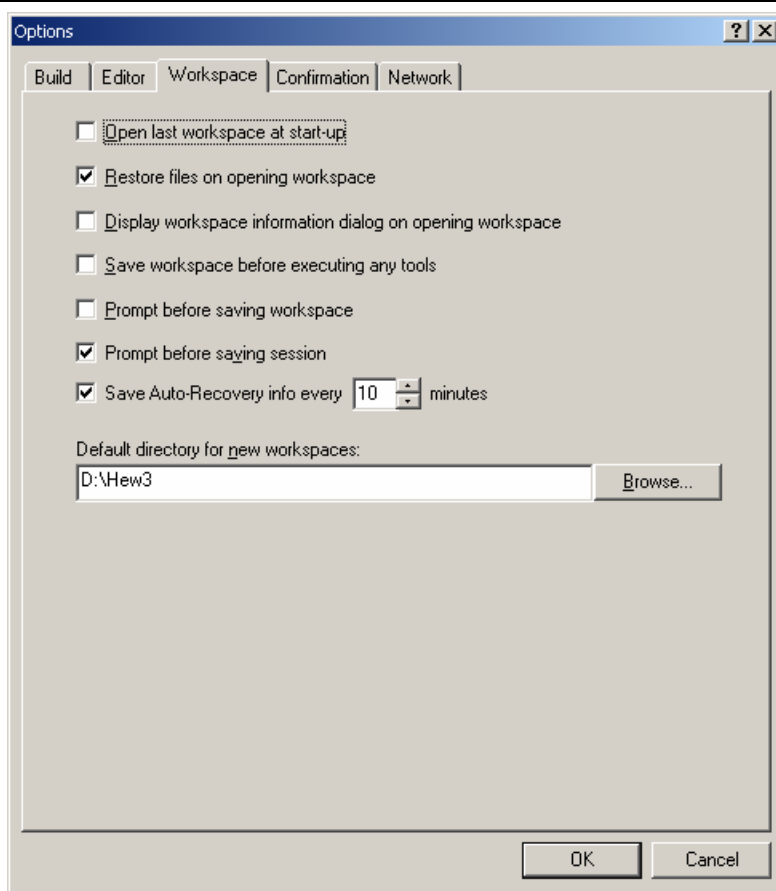 Options
Build Editor Workspace Confirmation Network
Open last workspace at start-up
Restore files on opening workspace
Display workspace information dialog on opening workspace
Save workspace before executing any tools
Prompt before saving workspace
Prompt before saving session
Save Auto-Recovery info every 10 minutes
Default directory for new workspaces:
D:\Hew3 Browse...
OK Cancel